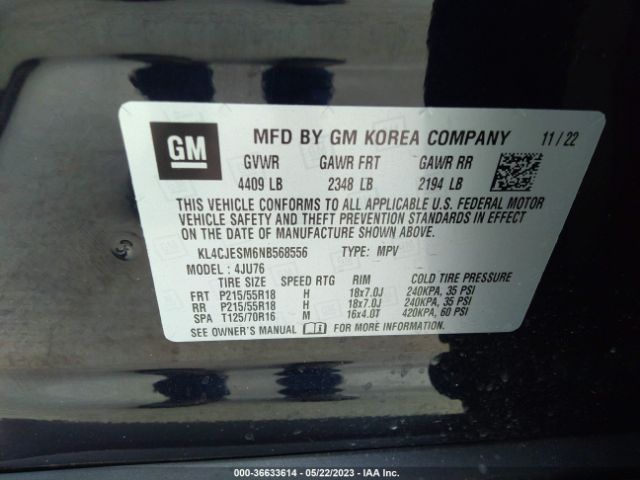 GM MFD BY GM KOREA COMPANY 11/22
GVWR GAWR FRT GAWR RR
4409 LB 2348 LB 2194 LB
THIS VEHICLE CONFORMS TO ALL APPLICABLE U.S. FEDERAL MOTOR
VEHICLE SAFETY AND THEFT PREVENTION STANDARDS IN EFFECT
ON THE DATE OF MANUFACTURE SHOWN ABOVE.
KL4CJESM6NB568556 TYPE: MPV
MODEL: 4JU76
TIRE SIZE SPEED RTG RIM COLD TIRE PRESSURE
FRT P215/55R18 H 18x7.0J 240KPA, 35 PSI
RR P215/55R18 H 18x7.0J 240KPA, 35 PSI
SPA T125/70R16 M 16x4.0T 420KPA, 60 PSI
SEE OWNER'S MANUAL FOR MORE INFORMATION.
000-36633614 - 05/22/2023 - IAA Inc.